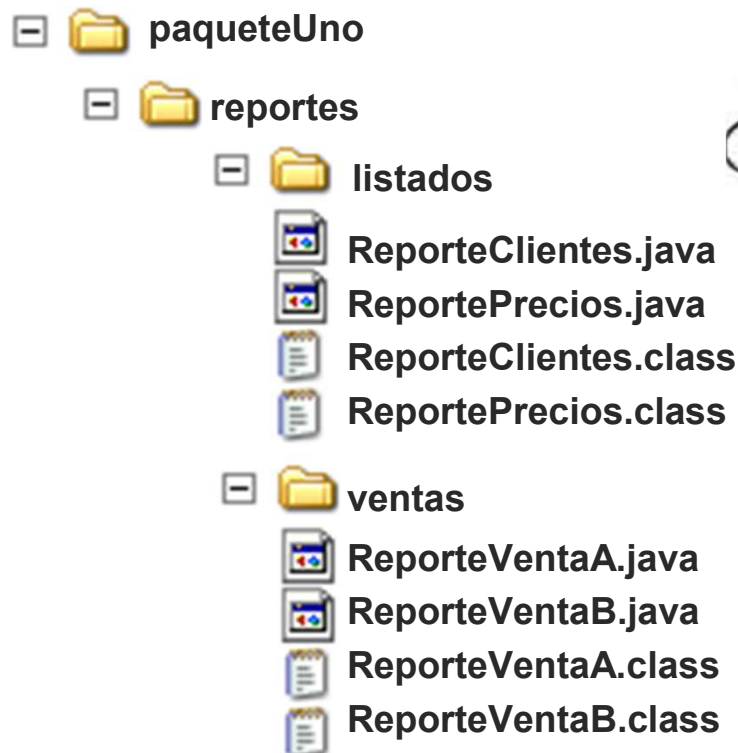 paqueteUno
reportes
listados
ReporteClientes.java
ReportePrecios.java
ReporteClientes.class
ReportePrecios.class
ventas
ReporteVentaA.java
ReporteVentaB.java
ReporteVentaA.class
ReporteVentaB.class